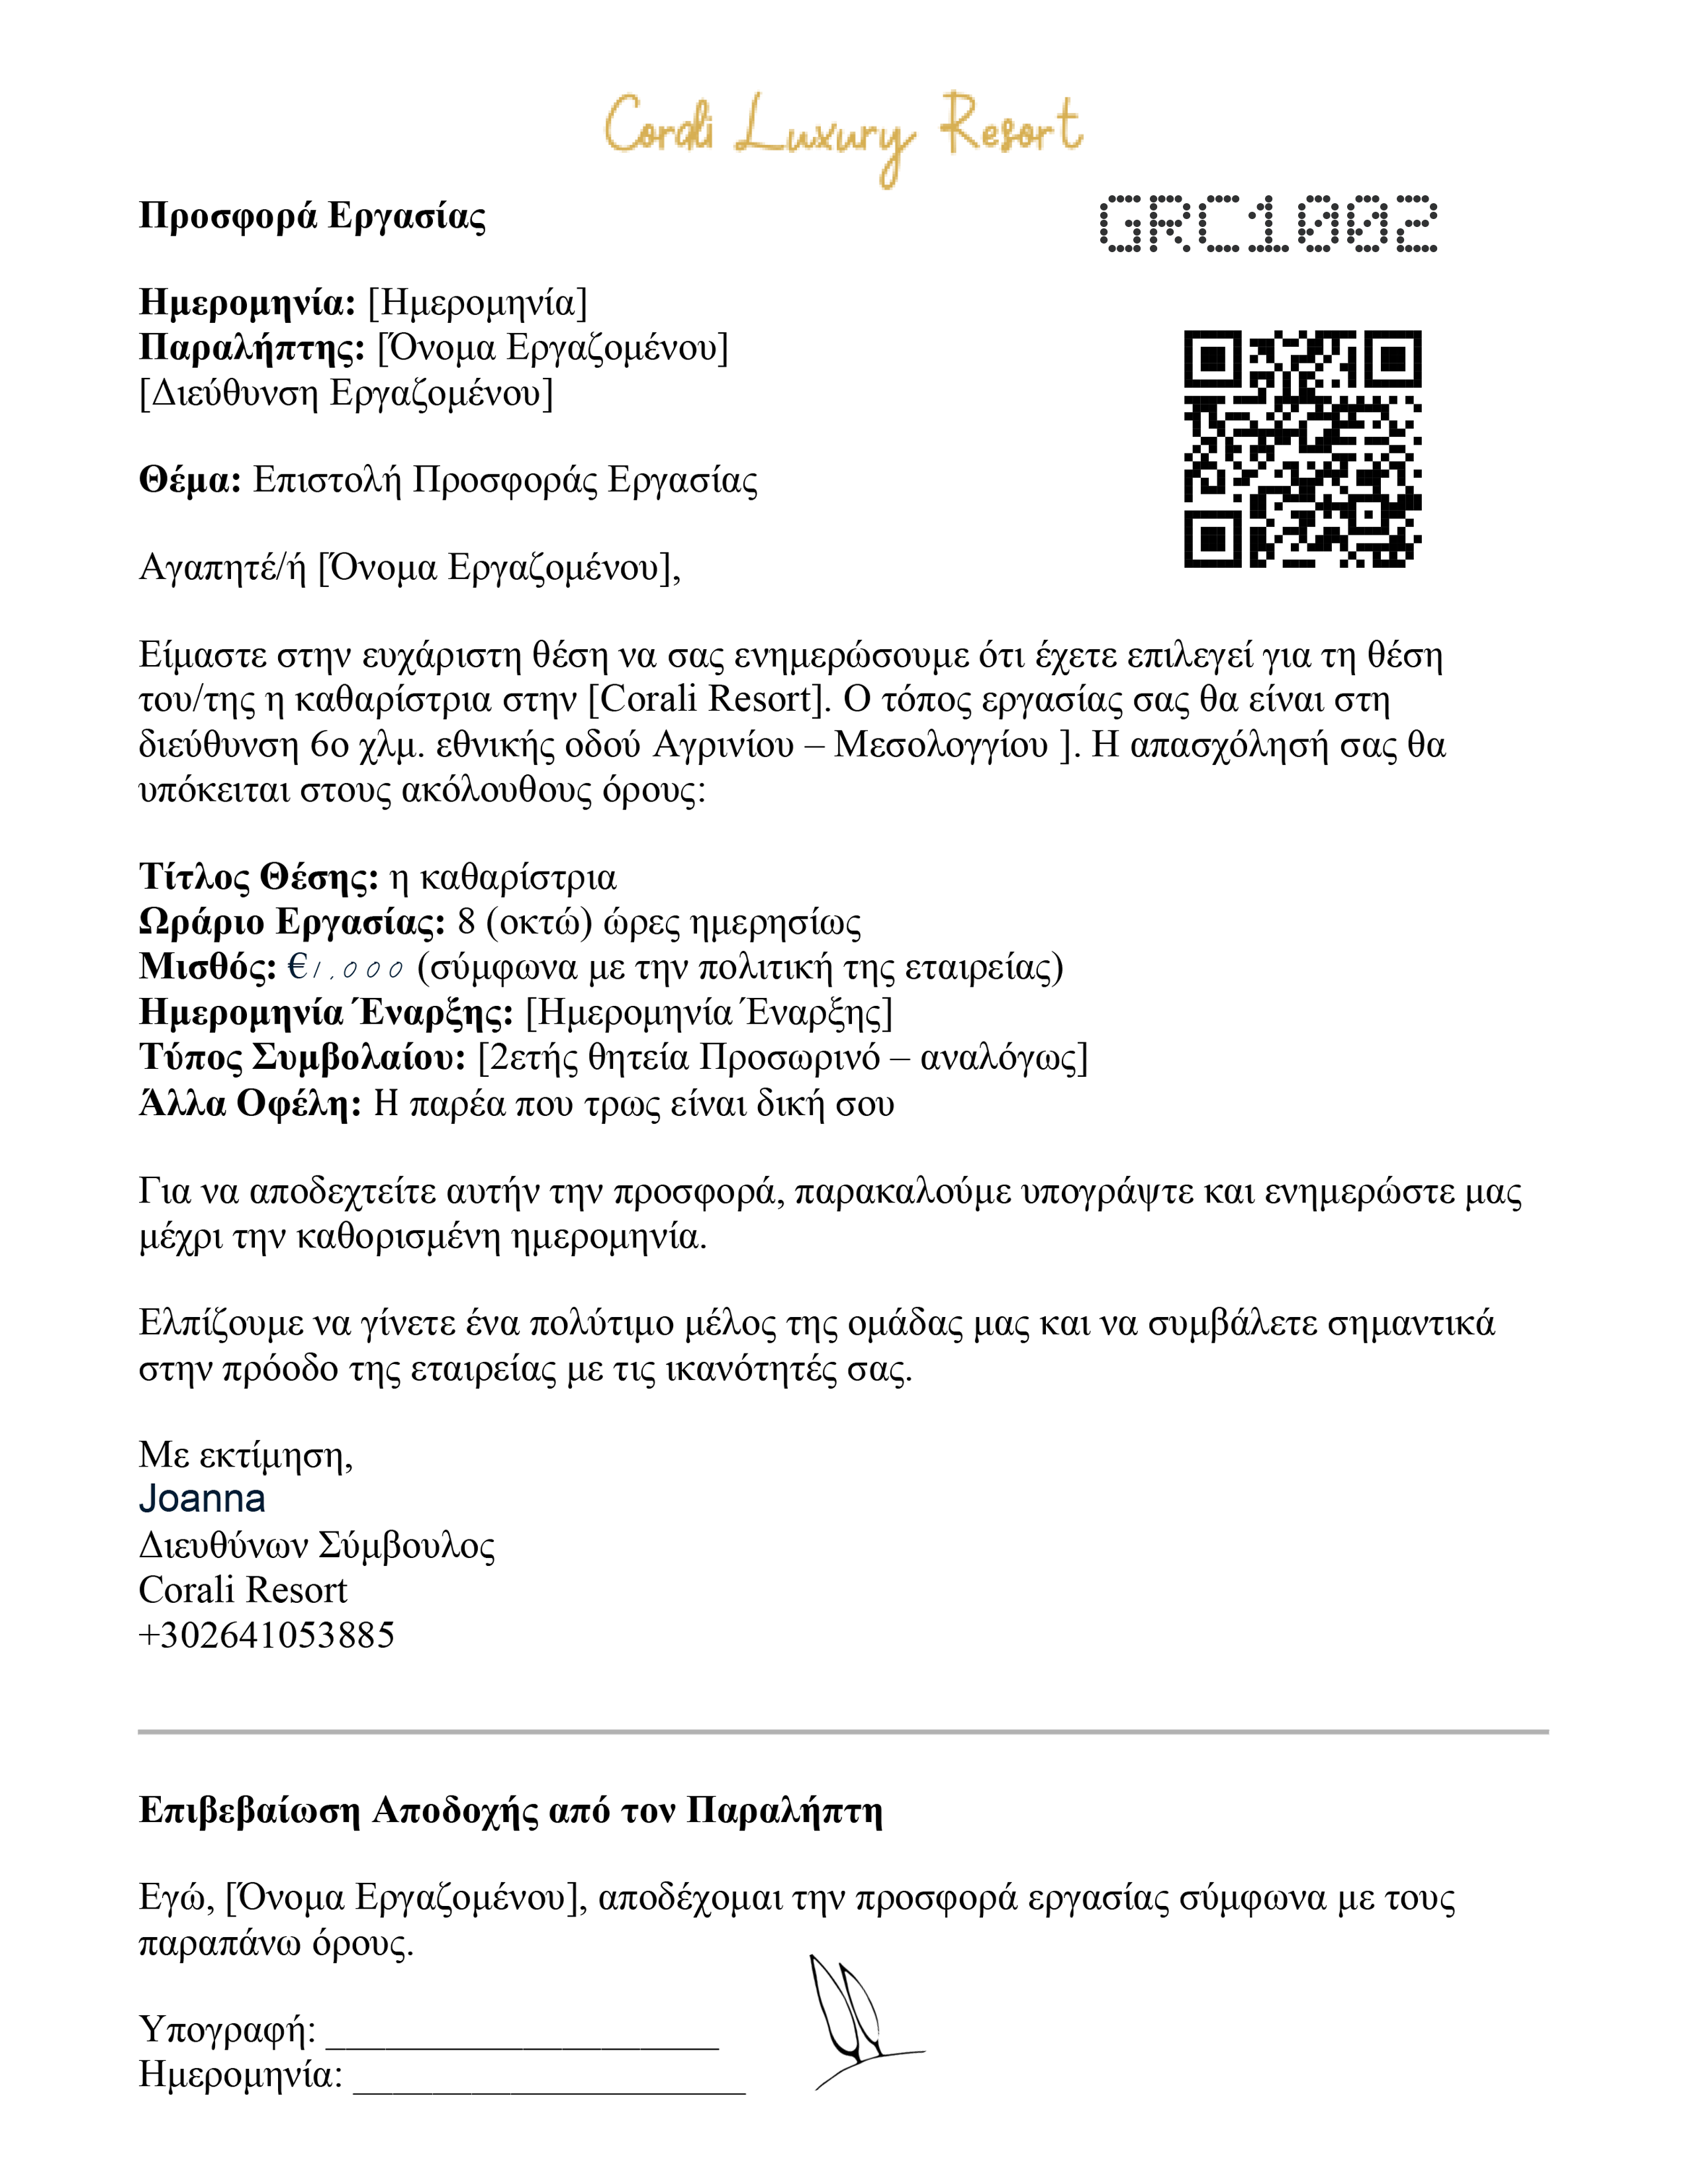 Corali Luxury Resort
Προσφορά Εργασίας
GRC1002
Ημερομηνία: [Ημερομηνία]
Παραλήπτης: [Όνομα Εργαζομένου]
[Διεύθυνση Εργαζομένου]
Θέμα: Επιστολή Προσφοράς Εργασίας
Αγαπητέ/ή [Όνομα Εργαζομένου],
Είμαστε στην ευχάριστη θέση να σας ενημερώσουμε ότι έχετε επιλεγεί για τη θέση
του/της η καθαρίστρια στην [Corali Resort]. Ο τόπος εργασίας σας θα είναι στη
διεύθυνση 6ο χλμ. εθνικής οδού Αγρινίου – Μεσολογγίου ]. Η απασχόλησή σας θα
υπόκειται στους ακόλουθους όρους:
Τίτλος Θέσης: η καθαρίστρια
Ωράριο Εργασίας: 8 (οκτώ) ώρες ημερησίως
Μισθός: €1.000 (σύμφωνα με την πολιτική της εταιρείας)
Ημερομηνία Έναρξης: [Ημερομηνία Έναρξης]
Τύπος Συμβολαίου: [2ετής θητεία Προσωρινό – αναλόγως]
Άλλα Οφέλη: Η παρέα που τρως είναι δική σου
Για να αποδεχτείτε αυτήν την προσφορά, παρακαλούμε υπογράψτε και ενημερώστε μας
μέχρι την καθορισμένη ημερομηνία.
Ελπίζουμε να γίνετε ένα πολύτιμο μέλος της ομάδας μας και να συμβάλετε σημαντικά
στην πρόοδο της εταιρείας με τις ικανότητές σας.
Με εκτίμηση,
Joanna
Διευθύνων Σύμβουλος
Corali Resort
+302641053885
Επιβεβαίωση Αποδοχής από τον Παραλήπτη
Εγώ, [Όνομα Εργαζομένου], αποδέχομαι την προσφορά εργασίας σύμφωνα με τους
παραπάνω όρους.
Υπογραφή: ____________________
Ημερομηνία: ____________________